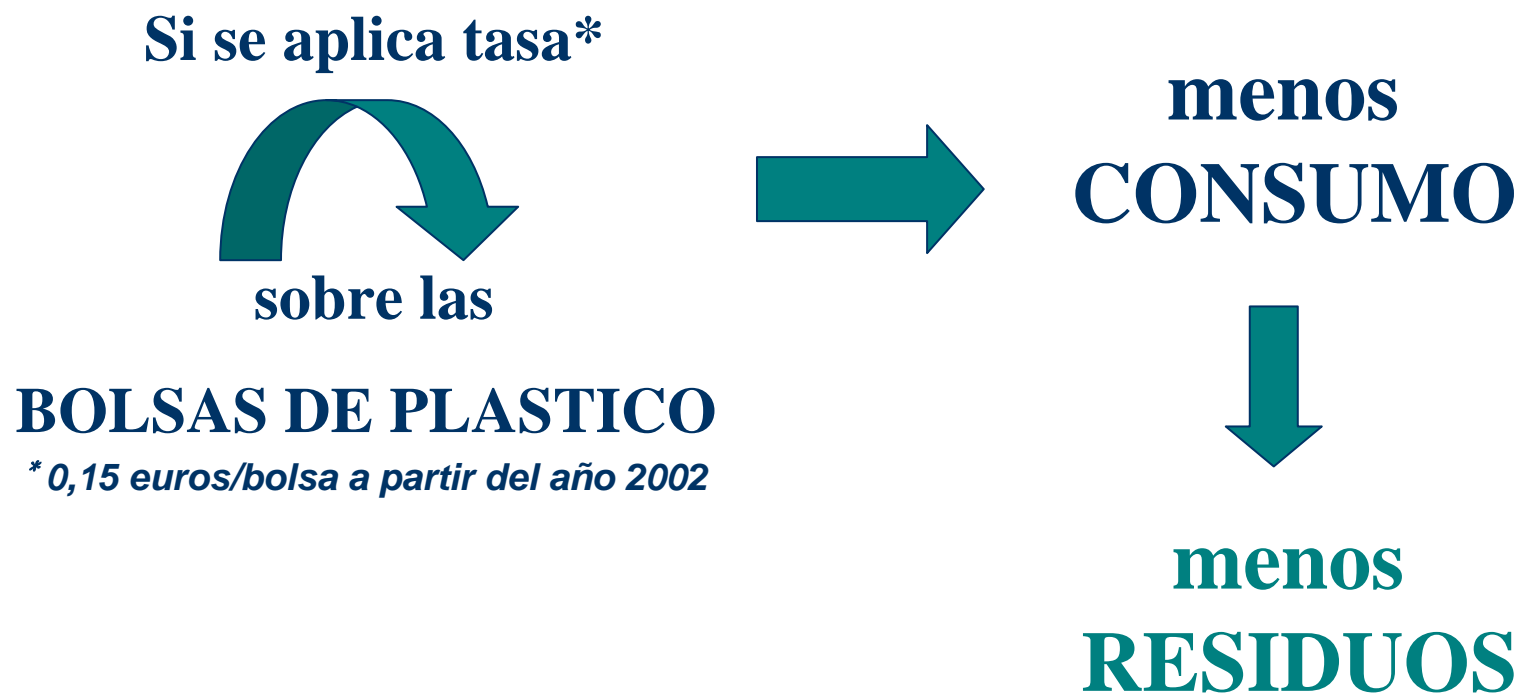 Si se aplica tasa*
sobre las
BOLSAS DE PLASTICO
* 0,15 euros/bolsa a partir del año 2002
menos
CONSUMO
menos
RESIDUOS